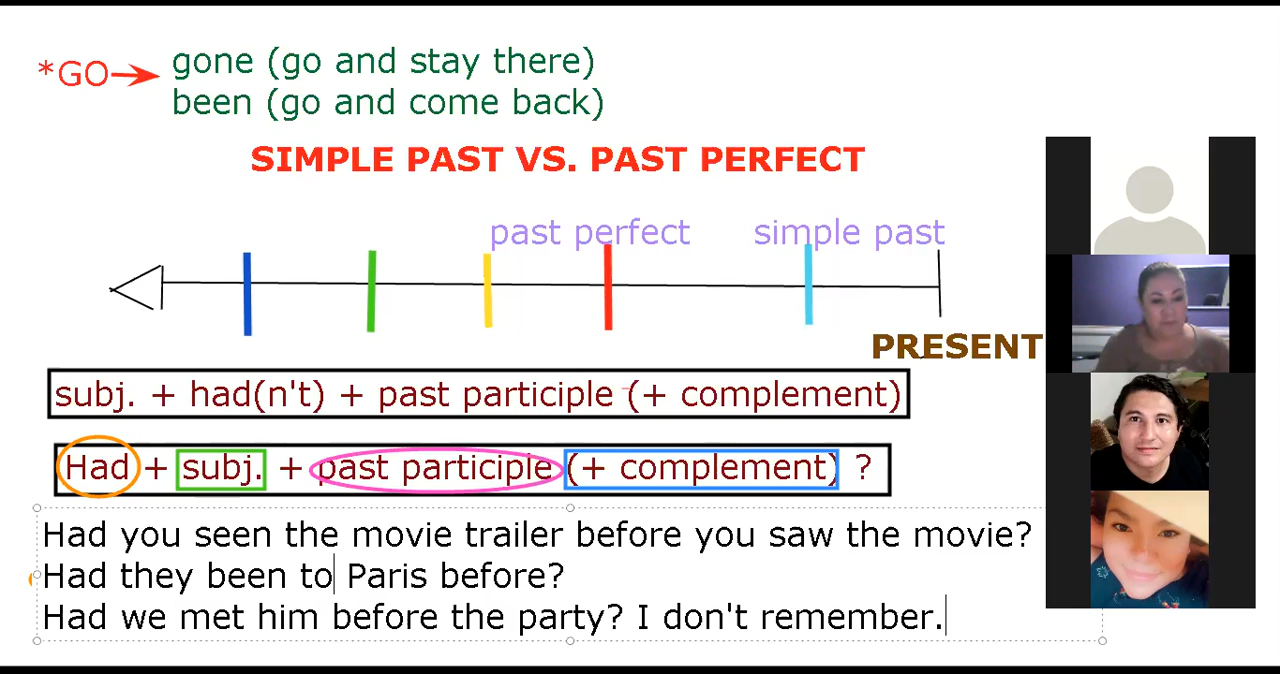 *GO
gone (go and stay there)
been (go and come back)
SIMPLE PAST VS. PAST PERFECT
past perfect simple past
PRESENT
subj. + had(n't) + past participle (+ complement)
Had + subj. + past participle (+ complement) ?
Had you seen the movie trailer before you saw the movie?
Had they been to Paris before?
Had we met him before the party? I don't remember.